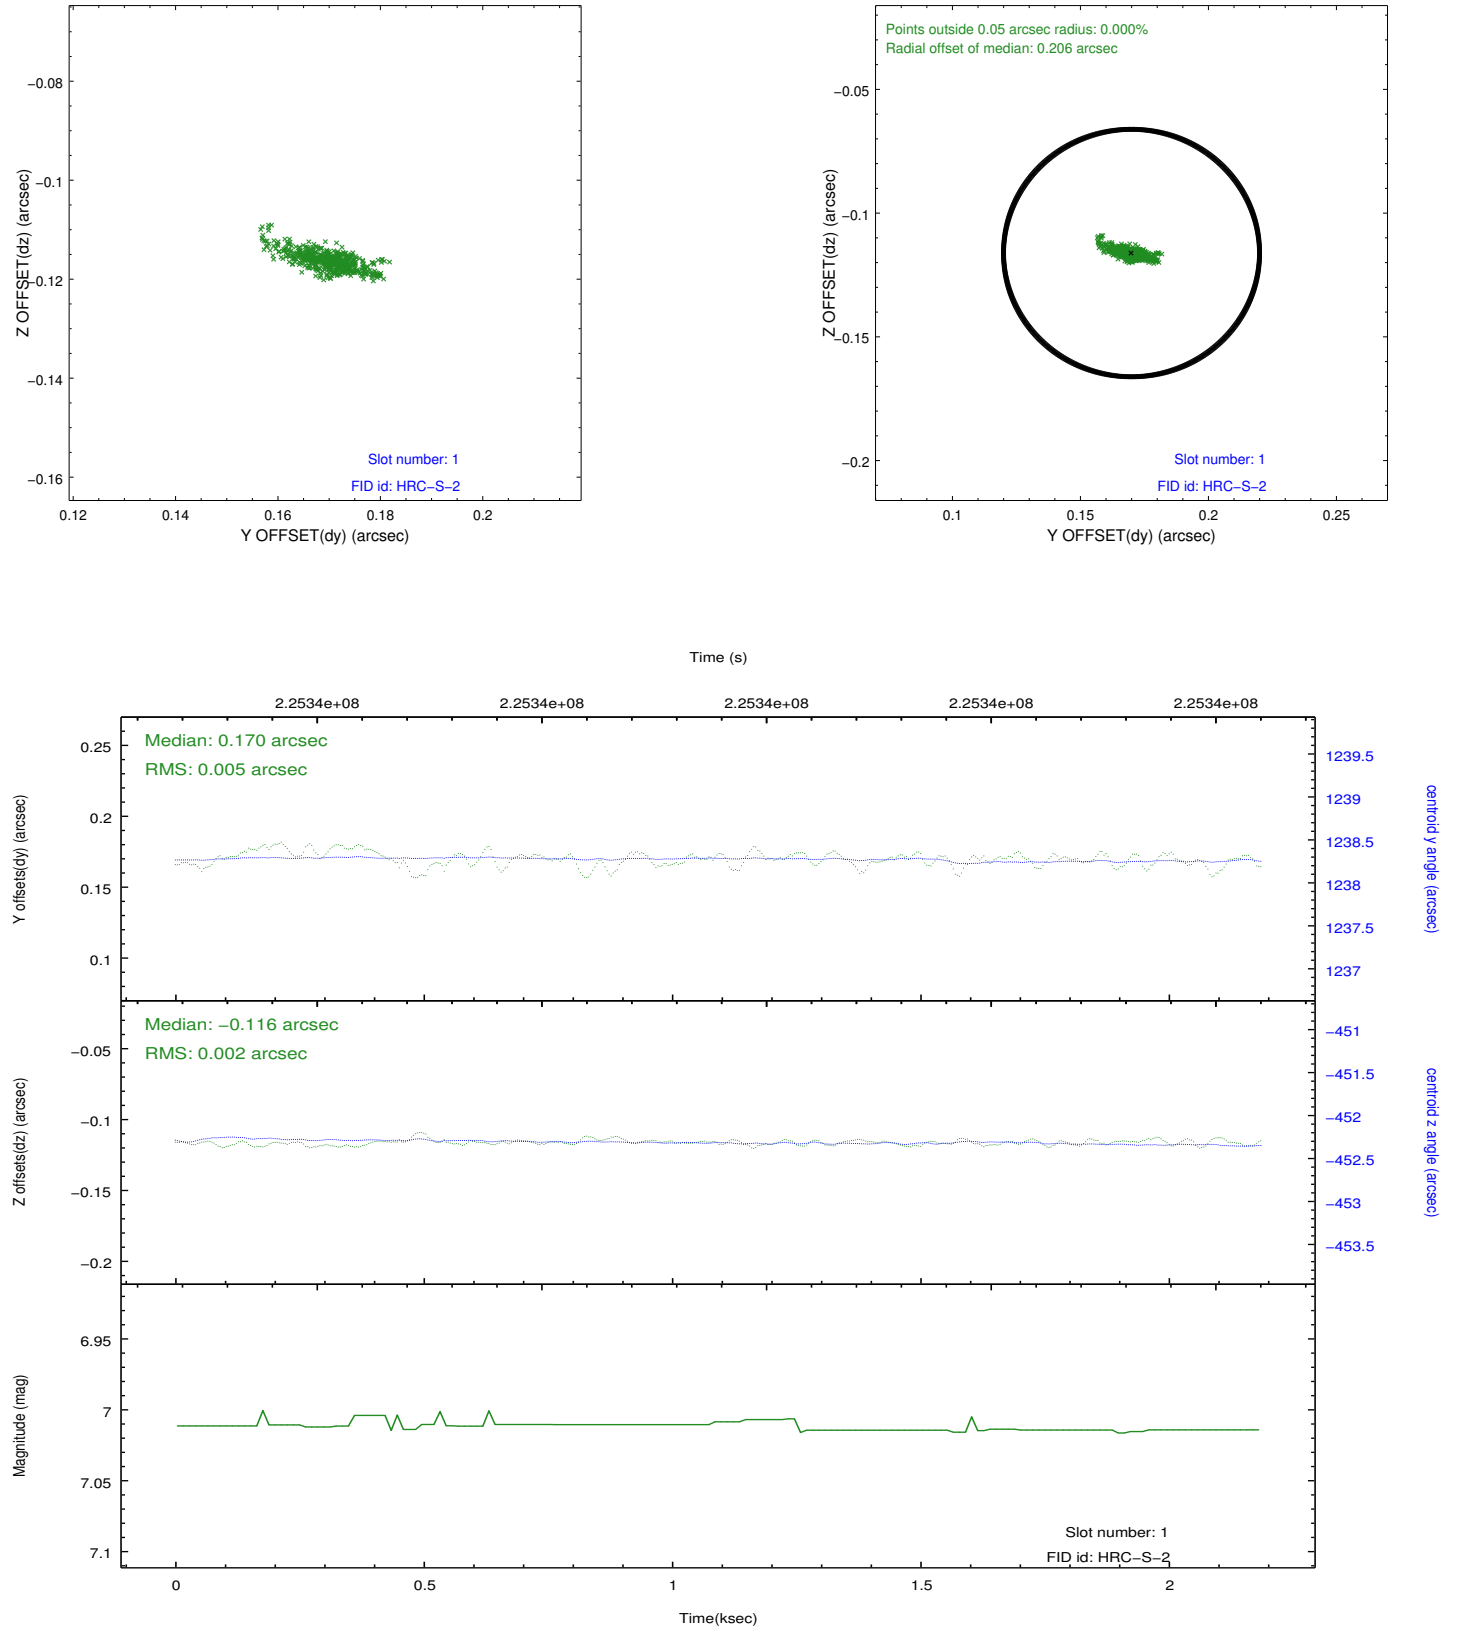 −0.08
−0.1
−0.12
−0.14
−0.16
Z OFFSET(dz) (arcsec)
Slot number: 1
FID id: HRC−S−2
0.12 0.14 0.16 0.18 0.2
Y OFFSET(dy) (arcsec)
Points outside 0.05 arcsec radius: 0.000%
Radial offset of median: 0.206 arcsec
−0.05
−0.1
−0.15
−0.2
Z OFFSET(dz) (arcsec)
Slot number: 1
FID id: HRC−S−2
0.1 0.15 0.2 0.25
Y OFFSET(dy) (arcsec)
Time (s)
2.2534e+08 2.2534e+08 2.2534e+08 2.2534e+08 2.2534e+08
Median: 0.170 arcsec
RMS: 0.005 arcsec
0.25
0.2
0.15
0.1
Y offsets(dy) (arcsec)
1239.5
1239
1238.5
1238
1237.5
1237
centroid y angle (arcsec)
Median: −0.116 arcsec
RMS: 0.002 arcsec
−0.05
−0.1
−0.15
−0.2
Z offsets(dz) (arcsec)
−451
−451.5
−452
−452.5
−453
−453.5
centroid z angle (arcsec)
6.95
7
7.05
7.1
Magnitude (mag)
Slot number: 1
FID id: HRC−S−2
0 0.5 1 1.5 2
Time(ksec)